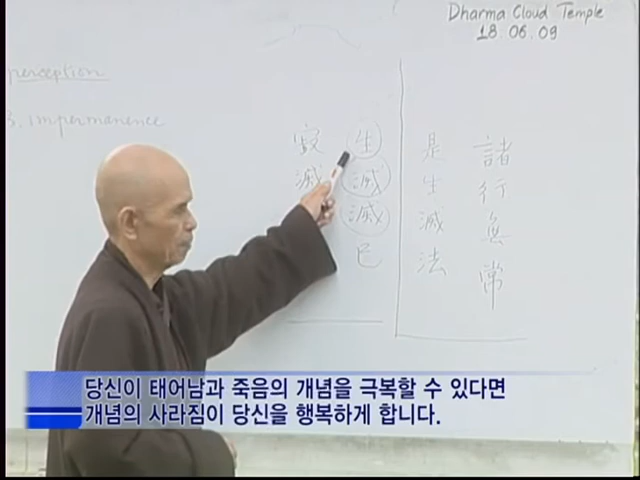 Dharma Cloud Temple
18.06.09
perception
3. impermanence
諸行無常
是生滅法
生滅滅已
寂滅
당신이 태어남과 죽음의 개념을 극복할 수 있다면
개념의 사라짐이 당신을 행복하게 합니다.